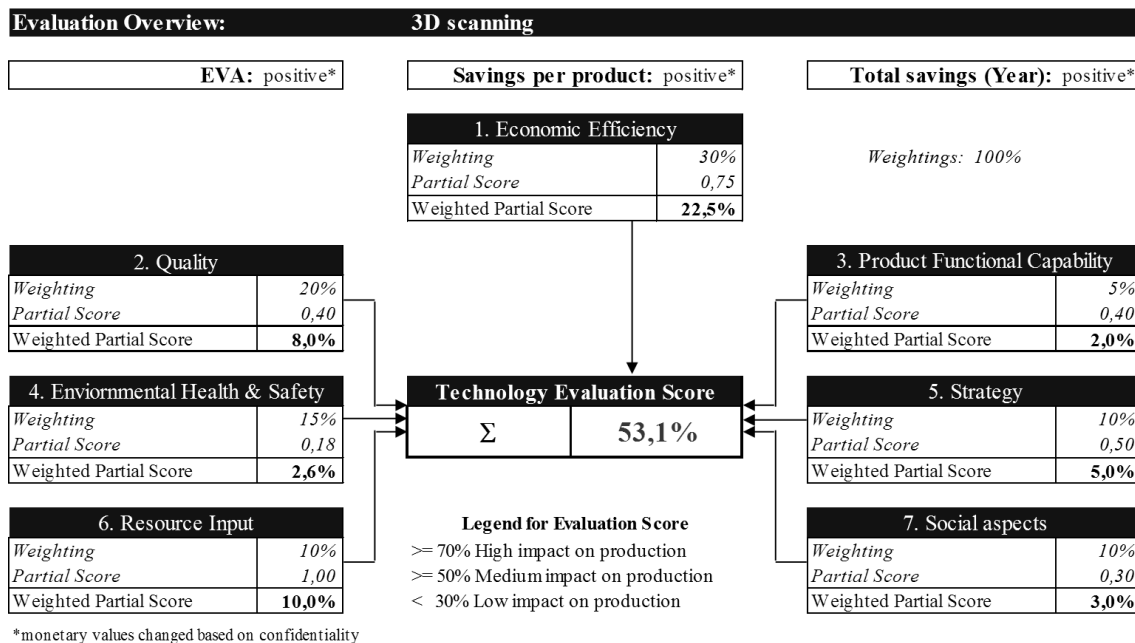 Evaluation Overview: 3D scanning
EVA: positive*
Savings per product: positive*
Total savings (Year): positive*
1. Economic Efficiency
Weighting 30%
Partial Score 0,75
Weighted Partial Score 22,5%
Weightings: 100%
2. Quality
Weighting 20%
Partial Score 0,40
Weighted Partial Score 8,0%
3. Product Functional Capability
Weighting 5%
Partial Score 0,40
Weighted Partial Score 2,0%
4. Enviornmental Health & Safety
Weighting 15%
Partial Score 0,18
Weighted Partial Score 2,6%
Technology Evaluation Score
Σ 53,1%
5. Strategy
Weighting 10%
Partial Score 0,50
Weighted Partial Score 5,0%
6. Resource Input
Weighting 10%
Partial Score 1,00
Weighted Partial Score 10,0%
Legend for Evaluation Score
>= 70% High impact on production
>= 50% Medium impact on production
< 30% Low impact on production
7. Social aspects
Weighting 10%
Partial Score 0,30
Weighted Partial Score 3,0%
*monetary values changed based on confidentiality